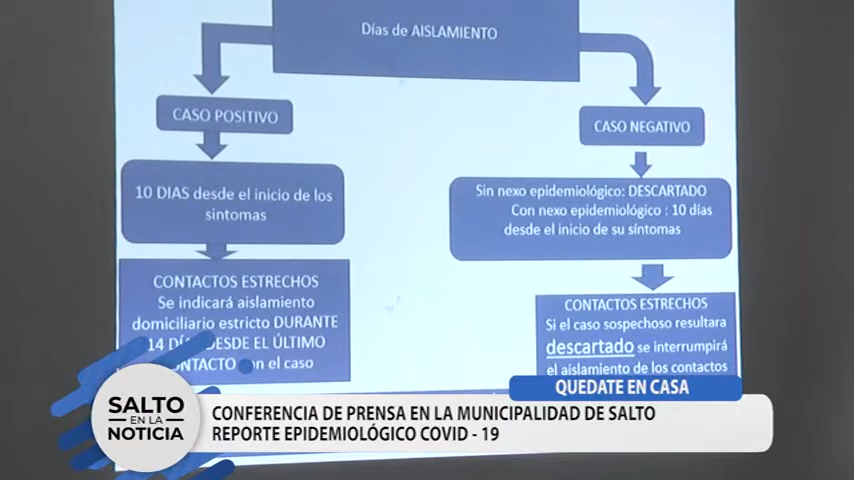 Días de AISLAMIENTO
CASO POSITIVO
10 DIAS desde el inicio de los
sintomas
CONTACTOS ESTRECHOS
Se indicará aislamiento
domiciliario estricto DURANTE
14 DÍAS DESDE EL ÚLTIMO
CONTACTO con el caso
CASO NEGATIVO
Sin nexo epidemiológico: DESCARTADO
Con nexo epidemiológico : 10 días
desde el inicio de su síntomas
CONTACTOS ESTRECHOS
Si el caso sospechoso resultara
descartado se interrumpirá
el aislamiento de los contactos
QUEDATE EN CASA
SALTO
EN LA
NOTICIA
CONFERENCIA DE PRENSA EN LA MUNICIPALIDAD DE SALTO
REPORTE EPIDEMIOLÓGICO COVID - 19